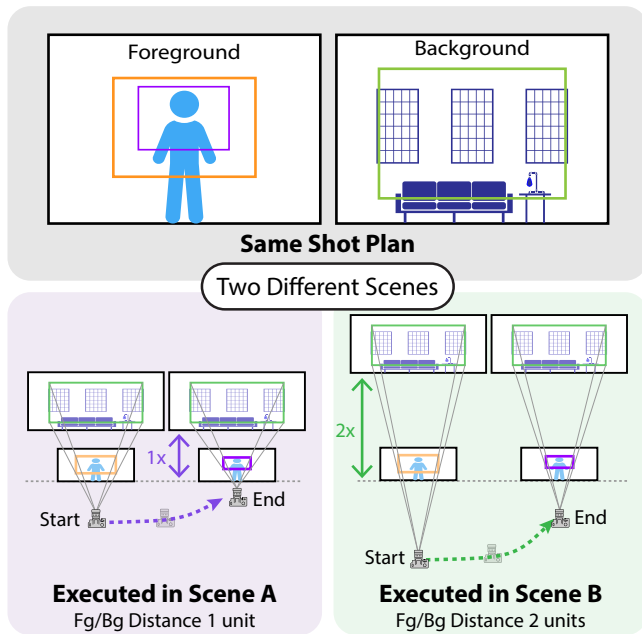 Foreground
Background
Same Shot Plan
Two Different Scenes
1x
Start
End
Executed in Scene A
Fg/Bg Distance 1 unit
2x
End
Start
Executed in Scene B
Fg/Bg Distance 2 units